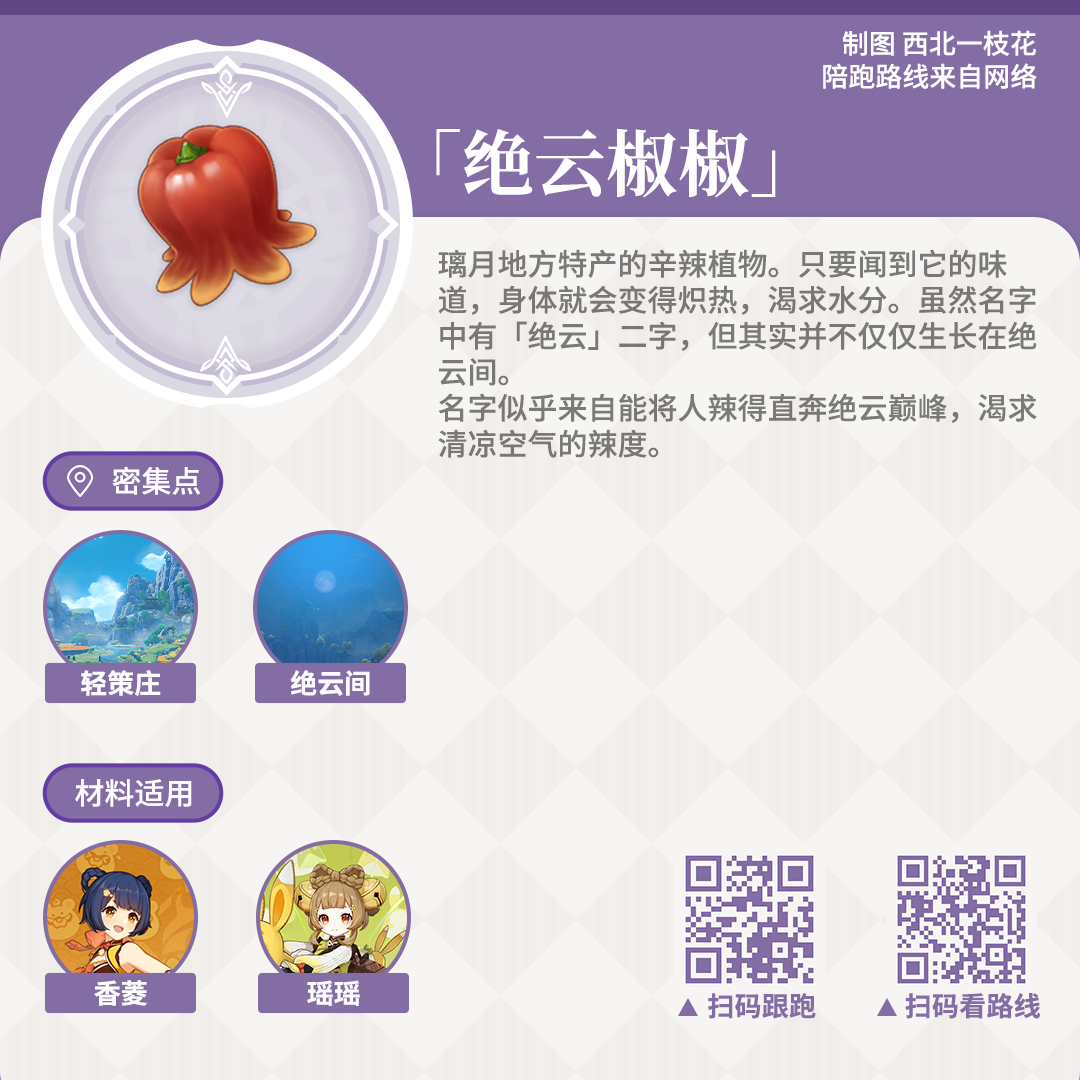 制图 西北一枝花
陪跑路线来自网络
「绝云椒椒」
璃月地方特产的辛辣植物。只要闻到它的味
道，身体就会变得炽热，渴求水分。虽然名字
中有「绝云」二字，但其实并不仅仅生长在绝
云间。
名字似乎来自能将人辣得直奔绝云巅峰，渴求
清凉空气的辣度。
密集点
轻策庄
绝云间
材料适用
香菱
瑶瑶
▲ 扫码跟跑
▲ 扫码看路线